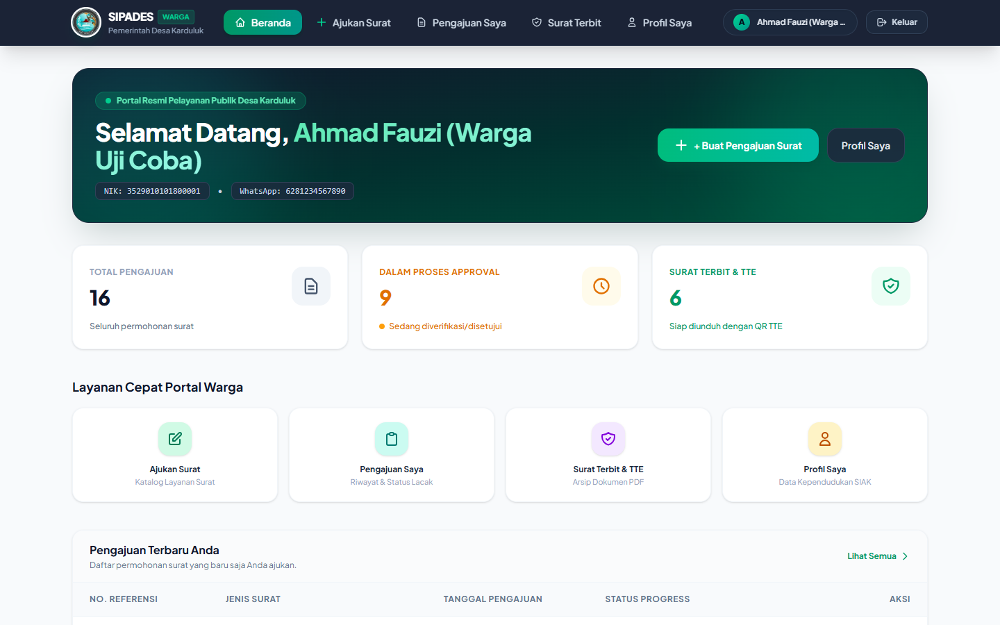 SIPADES WARGA
Pemerintah Desa Karduluk
Beranda
Ajukan Surat
Pengajuan Saya
Surat Terbit
Profil Saya
A Ahmad Fauzi (Warga ...
Keluar
Portal Resmi Pelayanan Publik Desa Karduluk
Selamat Datang, Ahmad Fauzi (Warga
Uji Coba)
NIK: 3529010101800001 • WhatsApp: 6281234567890
+ Buat Pengajuan Surat
Profil Saya
TOTAL PENGAJUAN
16
Seluruh permohonan surat
DALAM PROSES APPROVAL
9
Sedang diverifikasi/disetujui
SURAT TERBIT & TTE
6
Siap diunduh dengan QR TTE
Layanan Cepat Portal Warga
Ajukan Surat
Katalog Layanan Surat
Pengajuan Saya
Riwayat & Status Lacak
Surat Terbit & TTE
Arsip Dokumen PDF
Profil Saya
Data Kependudukan SIAK
Pengajuan Terbaru Anda
Daftar permohonan surat yang baru saja Anda ajukan.
Lihat Semua
NO. REFERENSI JENIS SURAT TANGGAL PENGAJUAN STATUS PROGRESS AKSI